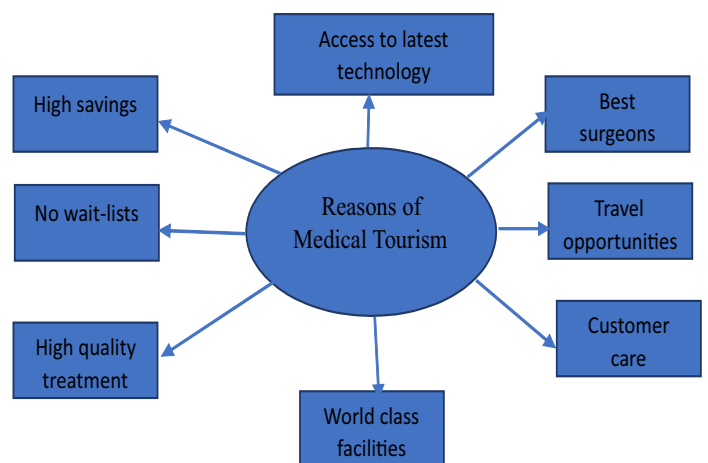 Access to latest
technology
High savings
Best
surgeons
No wait-lists
Reasons of
Medical Tourism
Travel
opportunities
High quality
treatment
Customer
care
World class
facilities